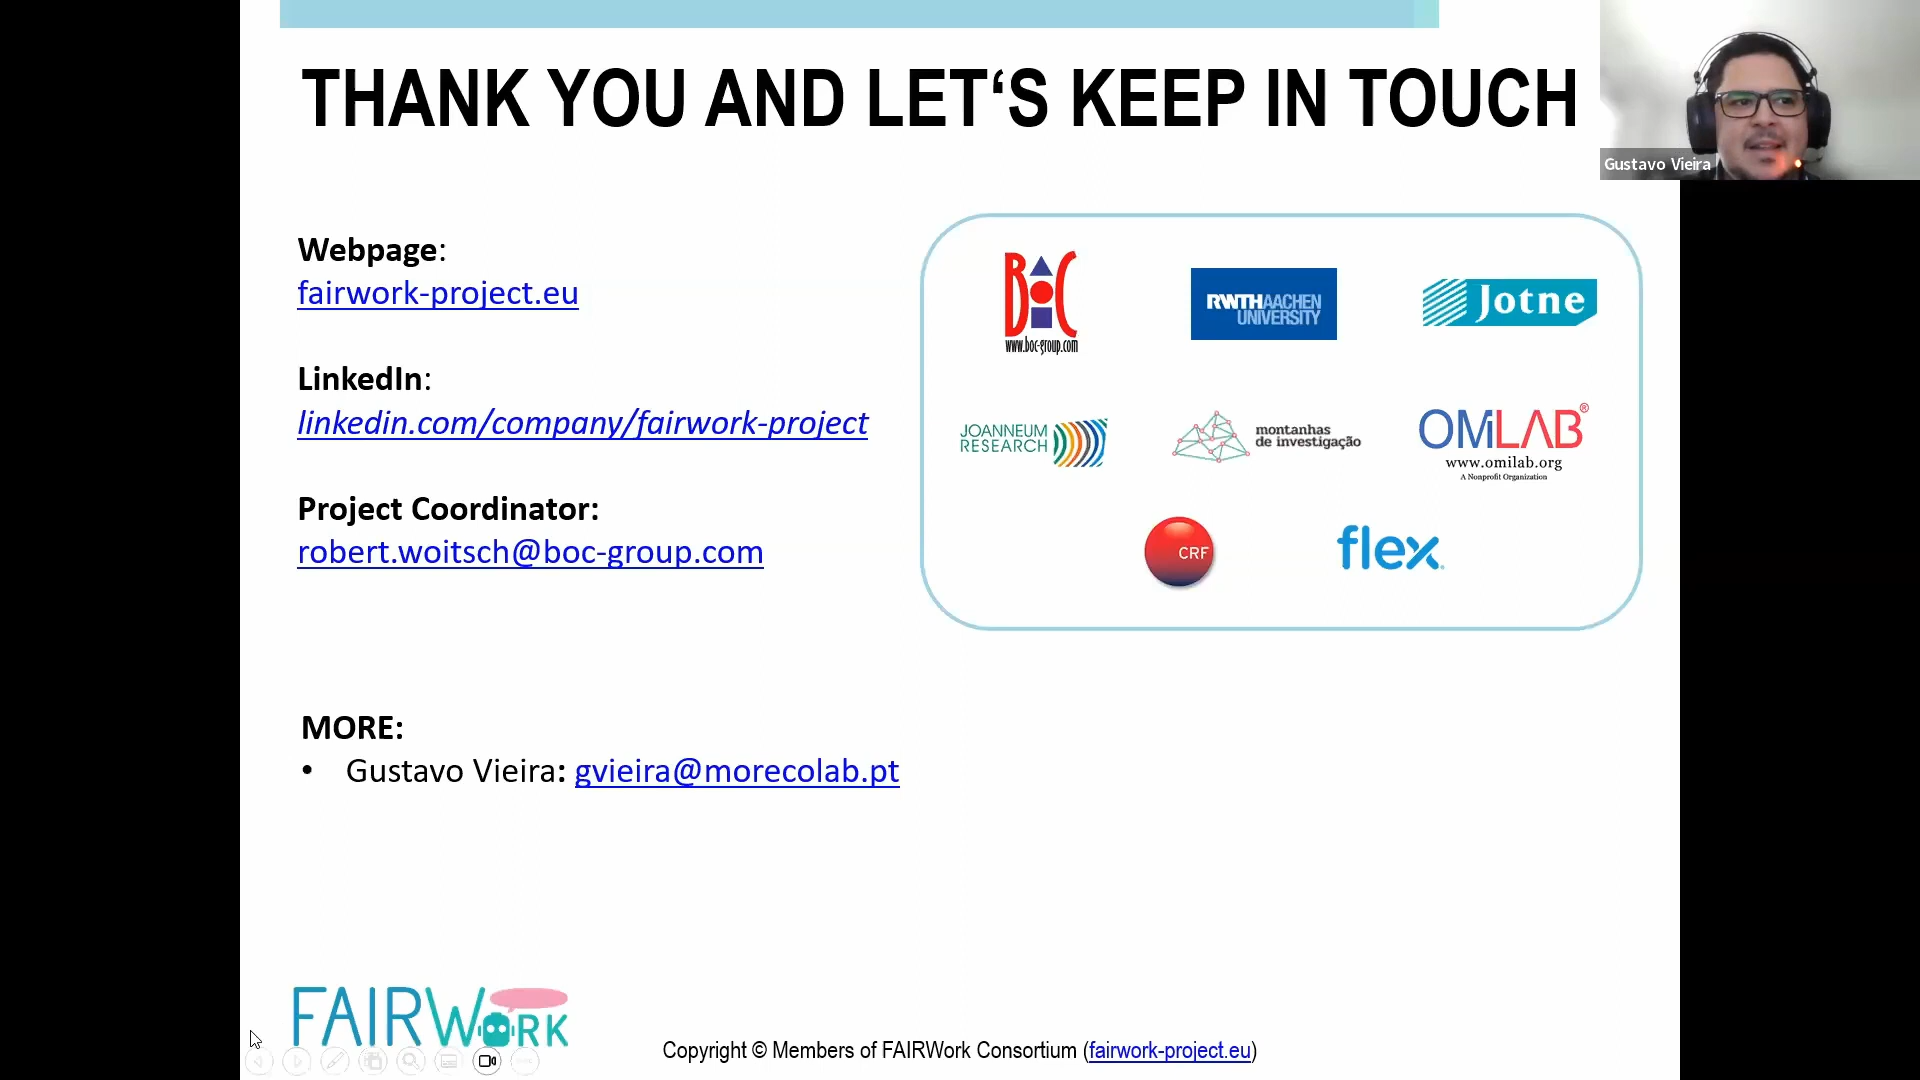 THANK YOU AND LET‘S KEEP IN TOUCH
Gustavo Vieira
Webpage:
fairwork-project.eu
LinkedIn:
linkedin.com/company/fairwork-project
Project Coordinator:
robert.woitsch@boc-group.com
BOC
www.boc-group.com
RWTHAACHEN
UNIVERSITY
Jotne
JOANNEUM
RESEARCH
montanhas
de investigação
OMiLAB®
www.omilab.org
A Nonprofit Organization
CRF
flex
MORE:
• Gustavo Vieira: gvieira@morecolab.pt
FAIRWORK
Copyright © Members of FAIRWork Consortium (fairwork-project.eu)